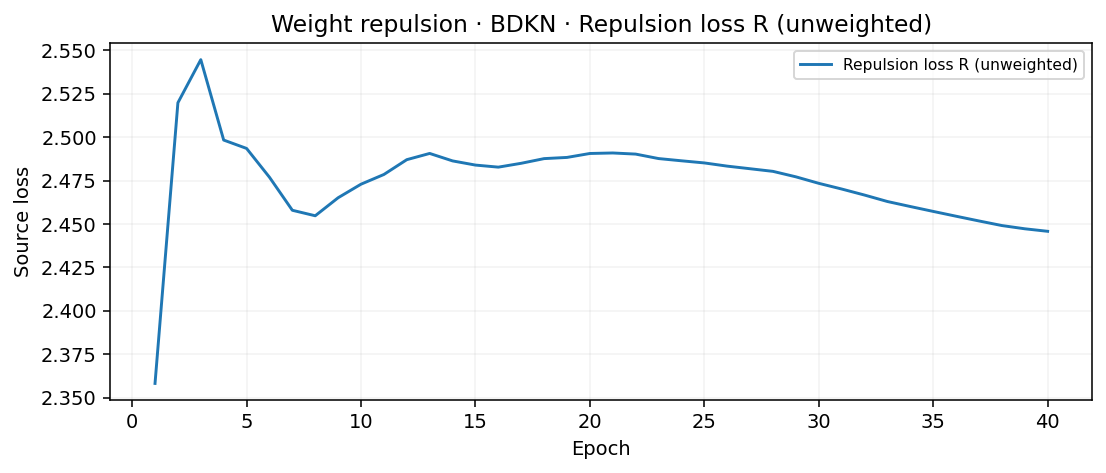 Weight repulsion · BDKN · Repulsion loss R (unweighted)
Repulsion loss R (unweighted)
Source loss
2.550
2.525
2.500
2.475
2.450
2.425
2.400
2.375
2.350
0 5 10 15 20 25 30 35 40
Epoch